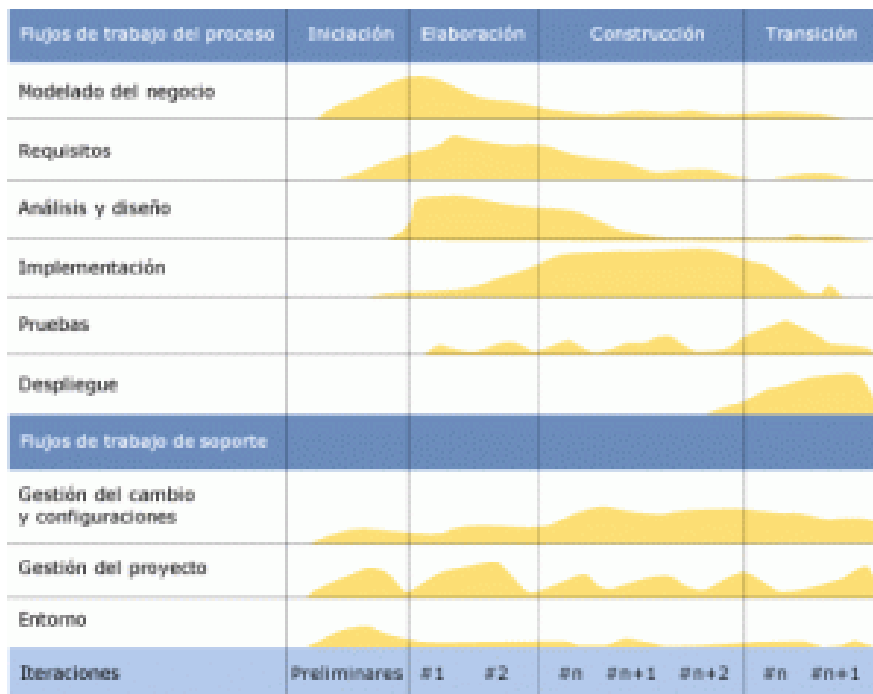 Flujos de trabajo del proceso Iniciación Elaboración Construcción Transición
Modelado del negocio
Requisitos
Análisis y diseño
Implementación
Pruebas
Despliegue
Flujos de trabajo de soporte
Gestión del cambio
y configuraciones
Gestión del proyecto
Entorno
Iteraciones Preliminares #1 #2 #n #n+1 #n+2 #n #n+1